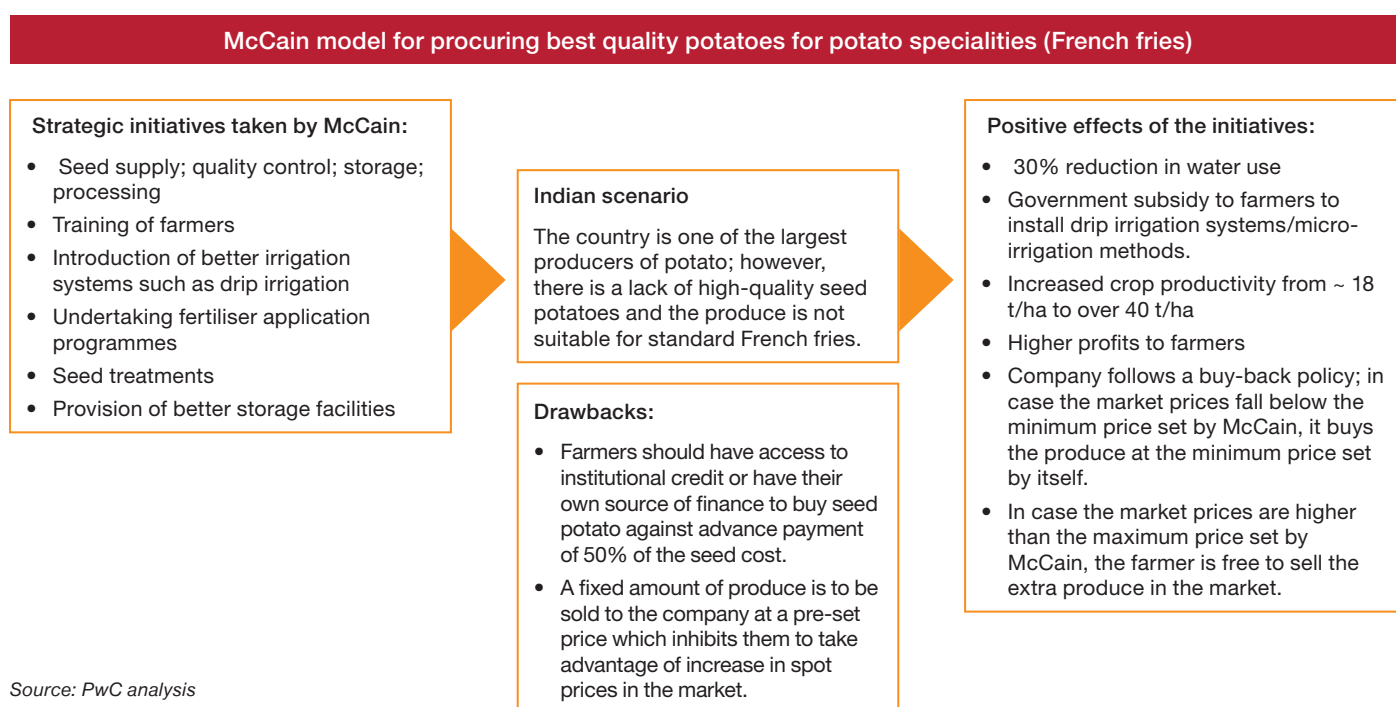 McCain model for procuring best quality potatoes for potato specialities (French fries)
Strategic initiatives taken by McCain:
• Seed supply; quality control; storage;
processing
• Training of farmers
• Introduction of better irrigation
systems such as drip irrigation
• Undertaking fertiliser application
programmes
• Seed treatments
• Provision of better storage facilities
Indian scenario
The country is one of the largest
producers of potato; however,
there is a lack of high-quality seed
potatoes and the produce is not
suitable for standard French fries.
Drawbacks:
• Farmers should have access to
institutional credit or have their
own source of finance to buy seed
potato against advance payment
of 50% of the seed cost.
• A fixed amount of produce is to be
sold to the company at a pre-set
price which inhibits them to take
advantage of increase in spot
prices in the market.
Positive effects of the initiatives:
• 30% reduction in water use
• Government subsidy to farmers to
install drip irrigation systems/micro-
irrigation methods.
• Increased crop productivity from ~ 18
t/ha to over 40 t/ha
• Higher profits to farmers
• Company follows a buy-back policy; in
case the market prices fall below the
minimum price set by McCain, it buys
the produce at the minimum price set
by itself.
• In case the market prices are higher
than the maximum price set by
McCain, the farmer is free to sell the
extra produce in the market.
Source: PwC analysis